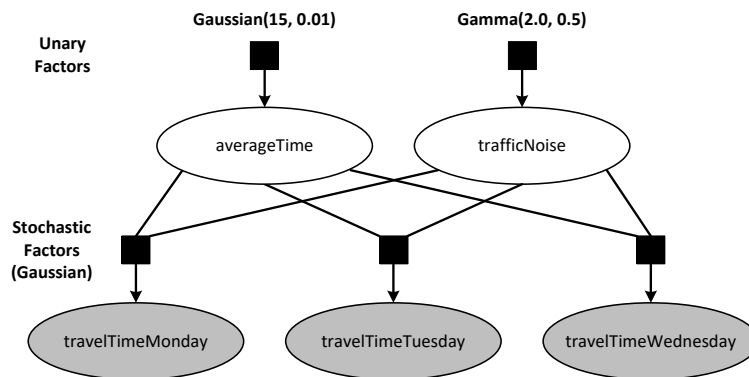 Gaussian(15, 0.01)
Gamma(2.0, 0.5)
Unary
Factors
averageTime
trafficNoise
Stochastic
Factors
(Gaussian)
travelTimeMonday
travelTimeTuesday
travelTimeWednesday